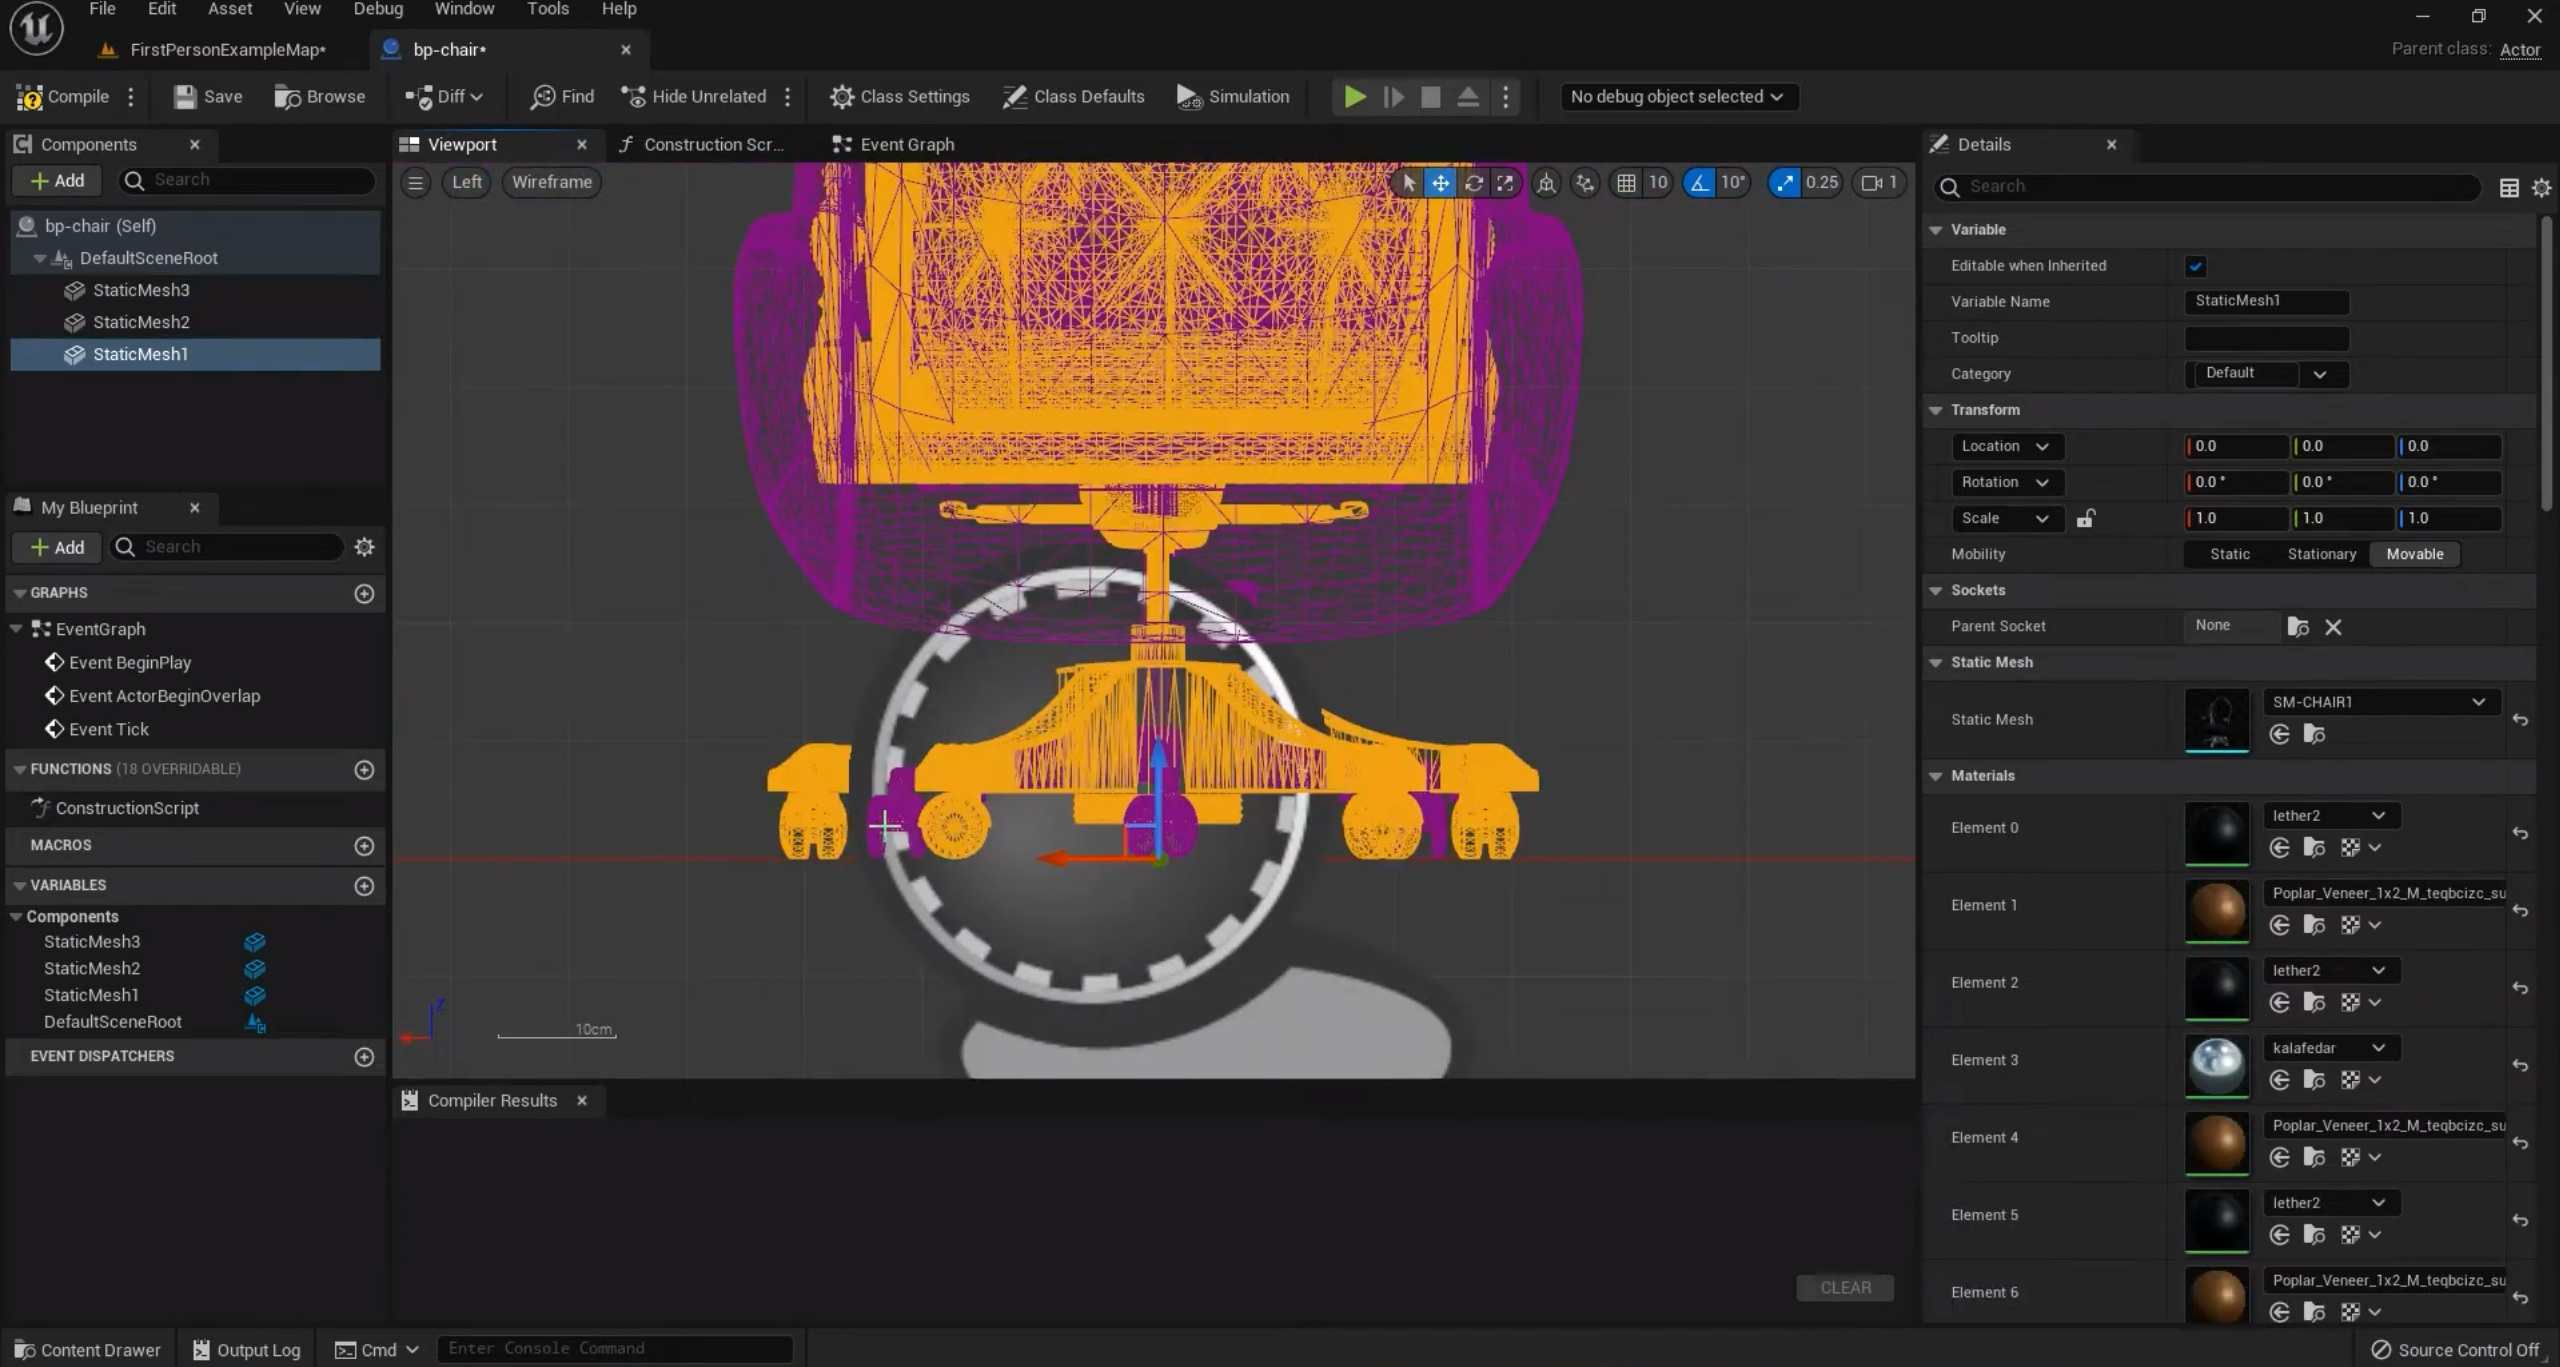 File Edit Asset View Debug Window Tools Help
FirstPersonExampleMap*
bp-chair*
Parent class: Actor
Compile
Save
Browse
Diff
Find
Hide Unrelated
Class Settings
Class Defaults
Simulation
No debug object selected
Components
Add
Search
bp-chair (Self)
DefaultSceneRoot
StaticMesh3
StaticMesh2
StaticMesh1
My Blueprint
Add
Search
GRAPHS
EventGraph
Event BeginPlay
Event ActorBeginOverlap
Event Tick
FUNCTIONS (18 OVERRIDABLE)
ConstructionScript
MACROS
VARIABLES
Components
StaticMesh3
StaticMesh2
StaticMesh1
DefaultSceneRoot
EVENT DISPATCHERS
Viewport
Construction Scr...
Event Graph
Left
Wireframe
10
10°
0.25
1
Z
10cm
Compiler Results
CLEAR
Details
Search
Variable
Editable when Inherited
Variable Name StaticMesh1
Tooltip
Category Default
Transform
Location 0.0 0.0 0.0
Rotation 0.0 ° 0.0 ° 0.0 °
Scale 1.0 1.0 1.0
Mobility Static Stationary Movable
Sockets
Parent Socket None
Static Mesh
Static Mesh SM-CHAIR1
Materials
Element 0 lether2
Element 1 Poplar_Veneer_1x2_M_teqbcizc_su
Element 2 lether2
Element 3 kalafedar
Element 4 Poplar_Veneer_1x2_M_teqbcizc_su
Element 5 lether2
Element 6 Poplar_Veneer_1x2_M_teqbcizc_su
Content Drawer
Output Log
Cmd
Enter Console Command
Source Control Off